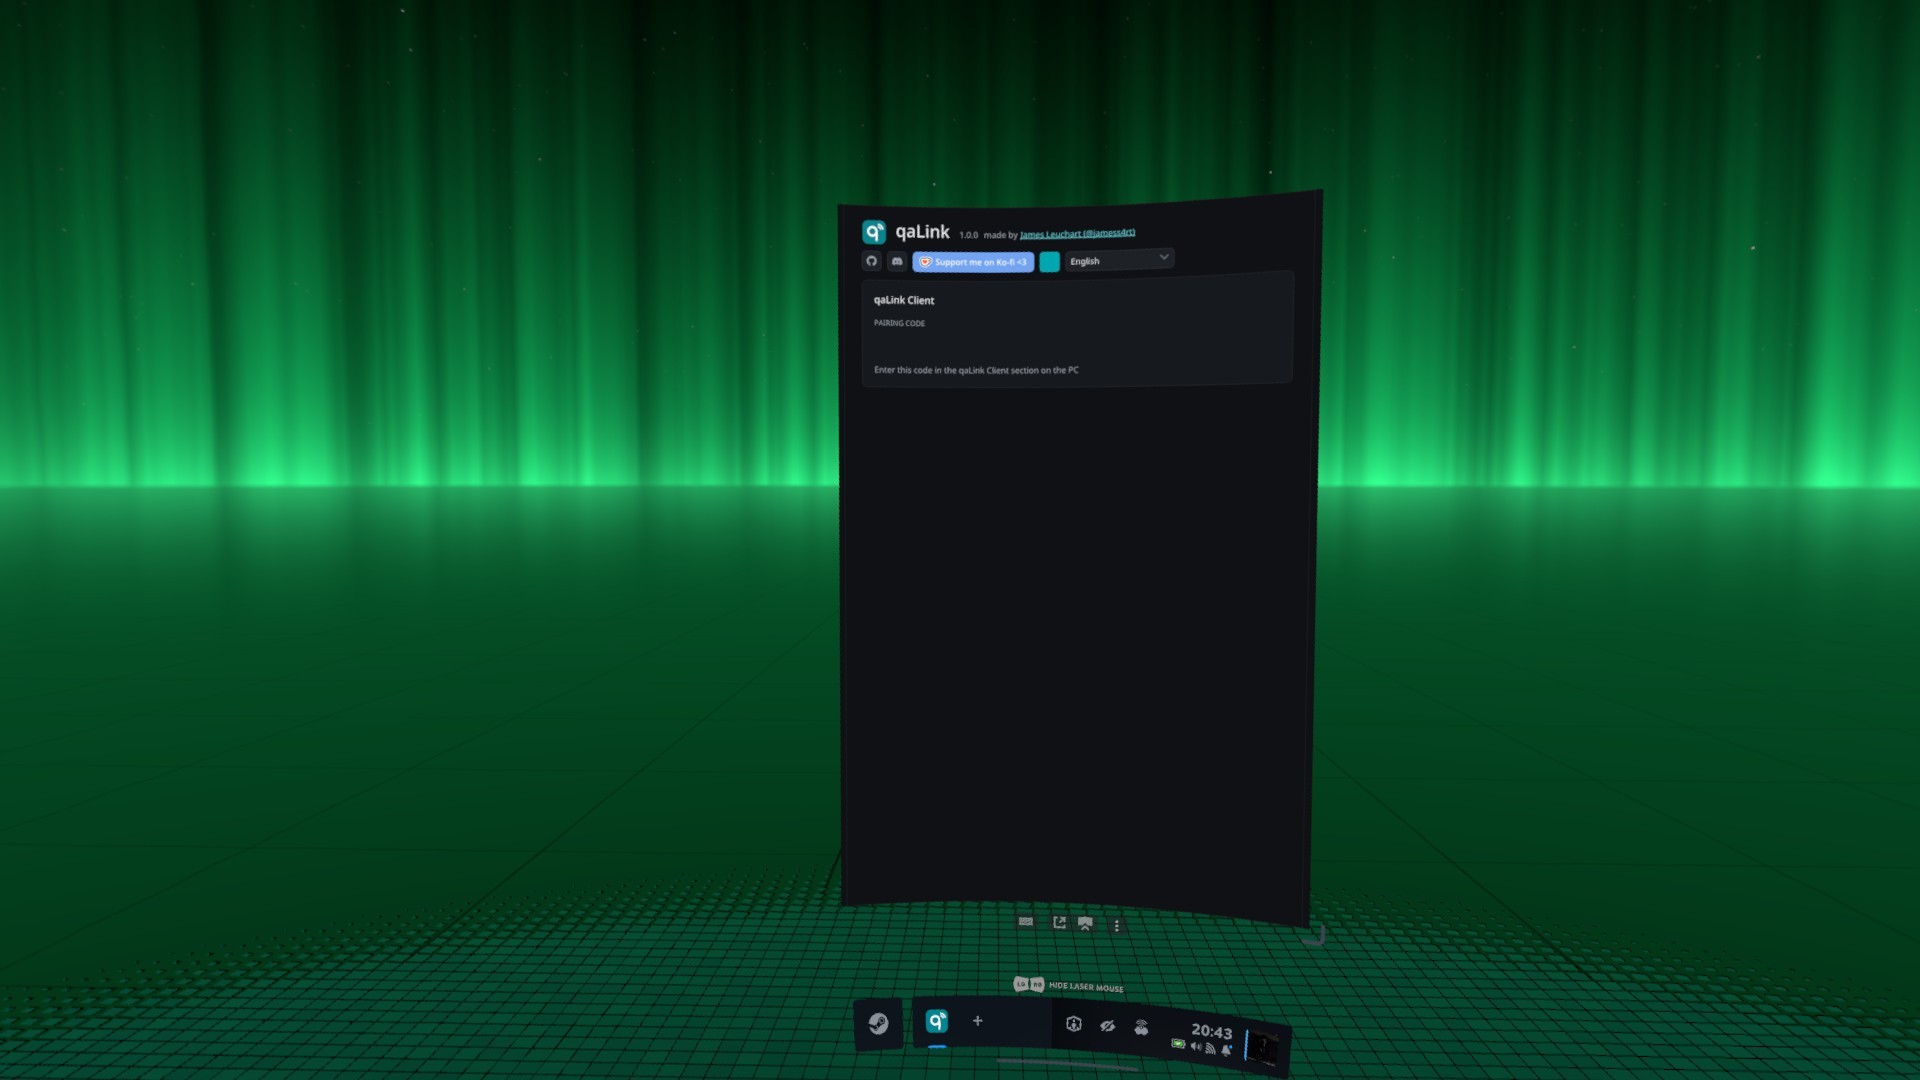 qaLink 1.0.0 made by James Leuchart (@jamess4rt)
Support me on Ko-fi <3 English
qaLink Client
PAIRING CODE
Enter this code in the qaLink Client section on the PC
HIDE LASER MOUSE
20:43